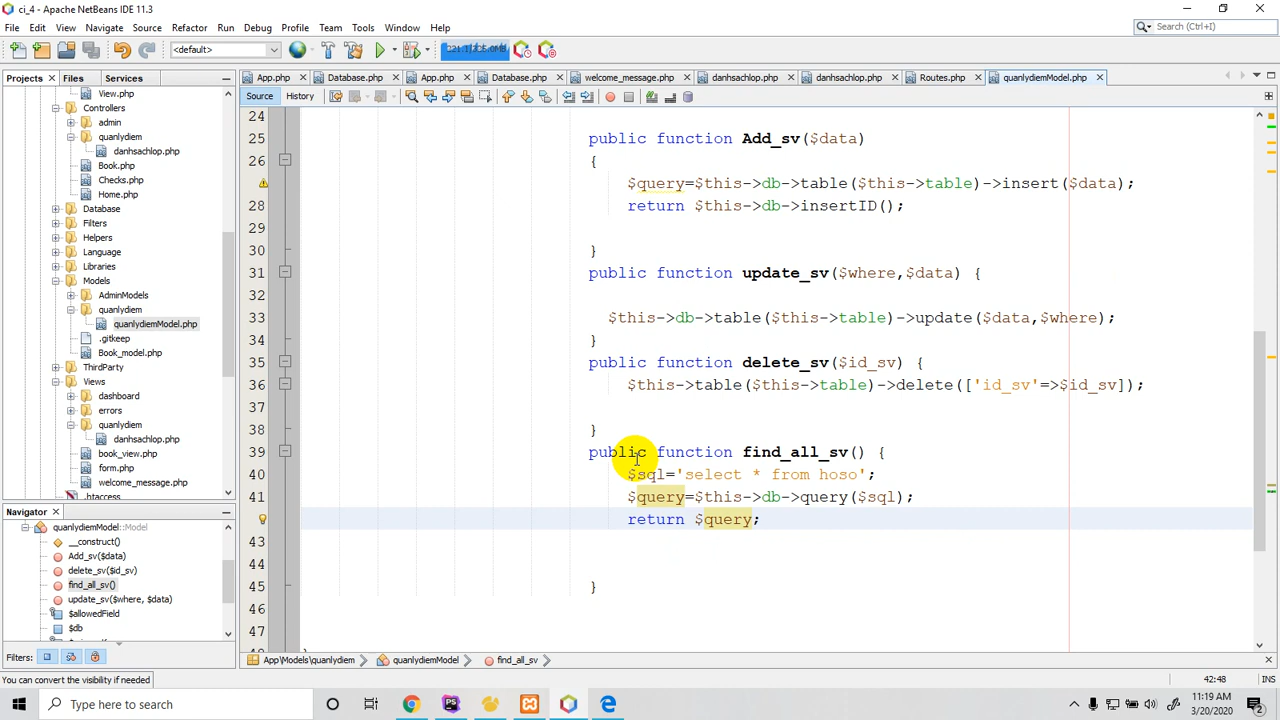 ci_4 - Apache NetBeans IDE 11.3
File Edit View Navigate Source Refactor Run Debug Profile Team Tools Window Help
Search (Ctrl+I)
<default>
Projects Files Services
App.php Database.php App.php Database.php welcome_message.php danhsachlop.php danhsachlop.php Routes.php quanlydiemModel.php
Source History
View.php
Controllers
admin
quanlydiem
danhsachlop.php
Book.php
Checks.php
Home.php
Database
Filters
Helpers
Language
Libraries
Models
AdminModels
quanlydiem
quanlydiemModel.php
.gitkeep
Book_model.php
ThirdParty
Views
dashboard
errors
quanlydiem
danhsachlop.php
book_view.php
form.php
welcome_message.php
.htaccess
24
25 public function Add_sv($data)
26 {
$query=$this->db->table($this->table)->insert($data);
28 return $this->db->insertID();
29
30 }
31 public function update_sv($where,$data) {
32
33 $this->db->table($this->table)->update($data,$where);
34 }
35 public function delete_sv($id_sv) {
36 $this->table($this->table)->delete(['id_sv'=>$id_sv]);
37
38 }
39 public function find_all_sv() {
40 $sql='select * from hoso';
41 $query=$this->db->query($sql);
return $query;
43
44
45 }
46
47
Navigator
quanlydiemModel::Model
__construct()
Add_sv($data)
delete_sv($id_sv)
find_all_sv()
update_sv($where, $data)
$allowedField
$db
Filters:
App\Models\quanlydiem quanlydiemModel find_all_sv
You can convert the visibility if needed
42:48 INS
Type here to search
11:19 AM
3/20/2020
2